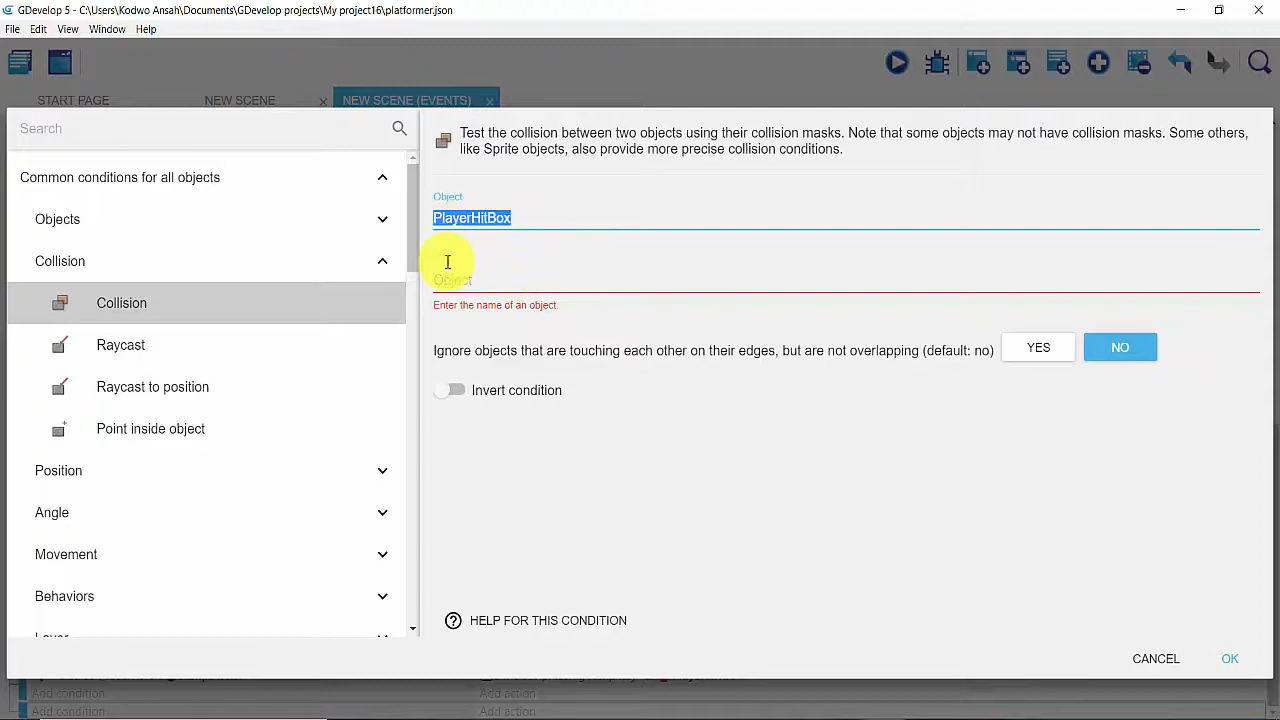 GDevelop 5 - C:\Users\Kodwo Ansah\Documents\GDevelop projects\My project16\platformer.json
File Edit View Window Help
START PAGE NEW SCENE NEW SCENE (EVENTS)
Search
Common conditions for all objects
Objects
Collision
Collision
Raycast
Raycast to position
Point inside object
Position
Angle
Movement
Behaviors
Layer
Test the collision between two objects using their collision masks. Note that some objects may not have collision masks. Some others,
like Sprite objects, also provide more precise collision conditions.
Object
PlayerHitBox
Object
Enter the name of an object.
Ignore objects that are touching each other on their edges, but are not overlapping (default: no) YES NO
Invert condition
HELP FOR THIS CONDITION
CANCEL OK
Add condition Add action
Add condition Add action